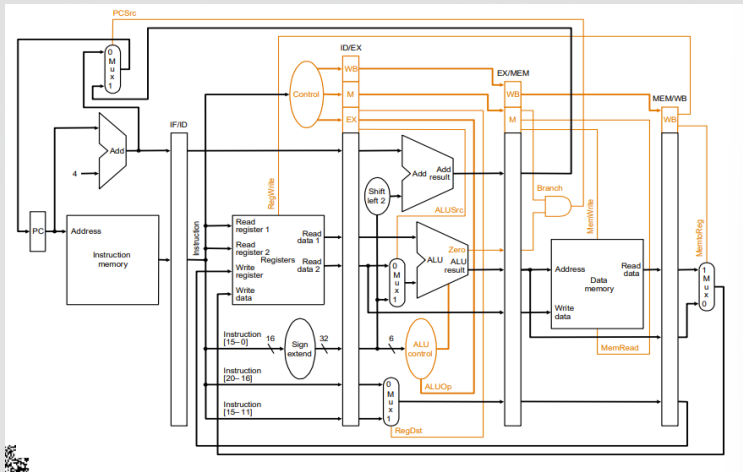 PCSrc
0
M
u
x
1
ID/EX
WB
M
EX
Control
EX/MEM
WB
M
MEM/WB
WB
IF/ID
Add
4
RegWrite
Shift
left 2
Add
Add
result
Branch
ALUSrc
MemWrite
MemtoReg
PC
Address
Instruction
memory
Instruction
Read
register 1
Read
register 2
Write
register
Write
data
Registers
Read
data 1
Read
data 2
0
M
u
x
1
Zero
ALU
ALU
result
Address
Write
data
Data
memory
Read
data
1
M
u
x
0
Instruction
[15–0]
16
Sign
extend
32
6
ALU
control
MemRead
Instruction
[20–16]
Instruction
[15–11]
0
M
u
x
1
ALUOp
RegDst